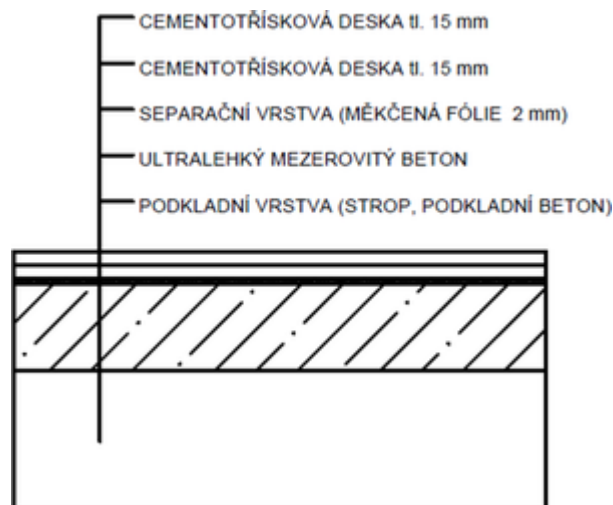 CEMENTOTŘÍSKOVÁ DESKA tl. 15 mm
CEMENTOTŘÍSKOVÁ DESKA tl. 15 mm
SEPARAČNÍ VRSTVA (MĚKČENÁ FÓLIE 2 mm)
ULTRALEHKÝ MEZEROVITÝ BETON
PODKLADNÍ VRSTVA (STROP, PODKLADNÍ BETON)